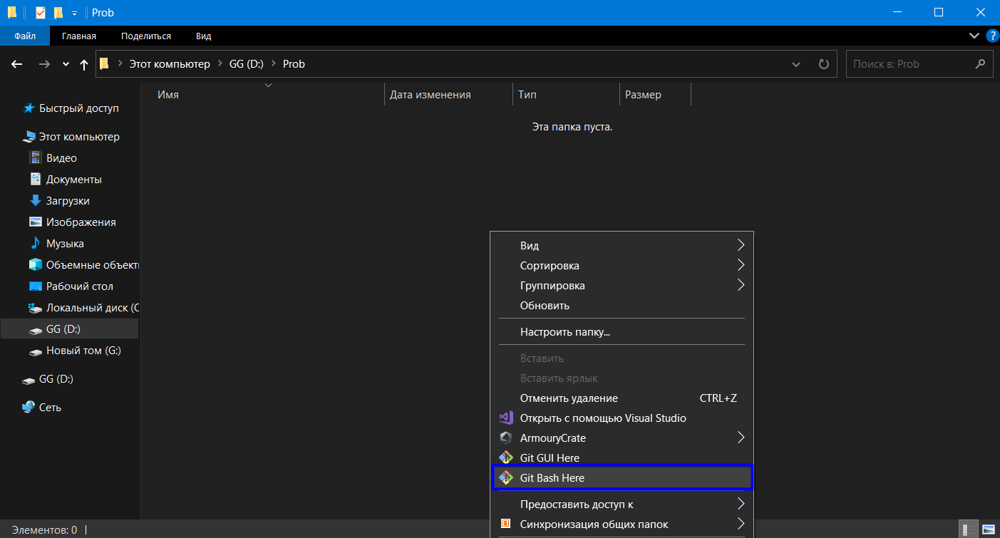 Prob
Файл Главная Поделиться Вид
Этот компьютер GG (D:) Prob
Поиск в: Prob
Имя Дата изменения Тип Размер
Эта папка пуста.
Быстрый доступ
Этот компьютер
Видео
Документы
Загрузки
Изображения
Музыка
Объемные объект
Рабочий стол
Локальный диск (C
GG (D:)
Новый том (G:)
GG (D:)
Сеть
Вид
Сортировка
Группировка
Обновить
Настроить папку...
Вставить
Вставить ярлык
Отменить удаление CTRL+Z
Открыть с помощью Visual Studio
ArmouryCrate
Git GUI Here
Git Bash Here
Предоставить доступ к
Синхронизация общих папок
Элементов: 0